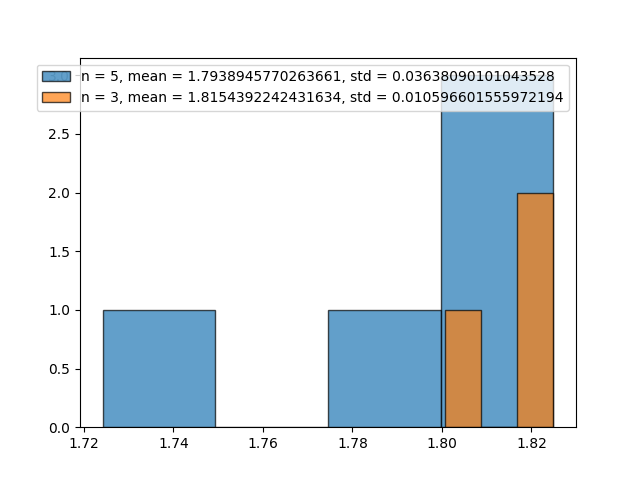 n = 5, mean = 1.7938945770263661, std = 0.03638090101043528
n = 3, mean = 1.8154392242431634, std = 0.010596601555972194
2.5
2.0
1.5
1.0
0.5
0.0
1.72 1.74 1.76 1.78 1.80 1.82